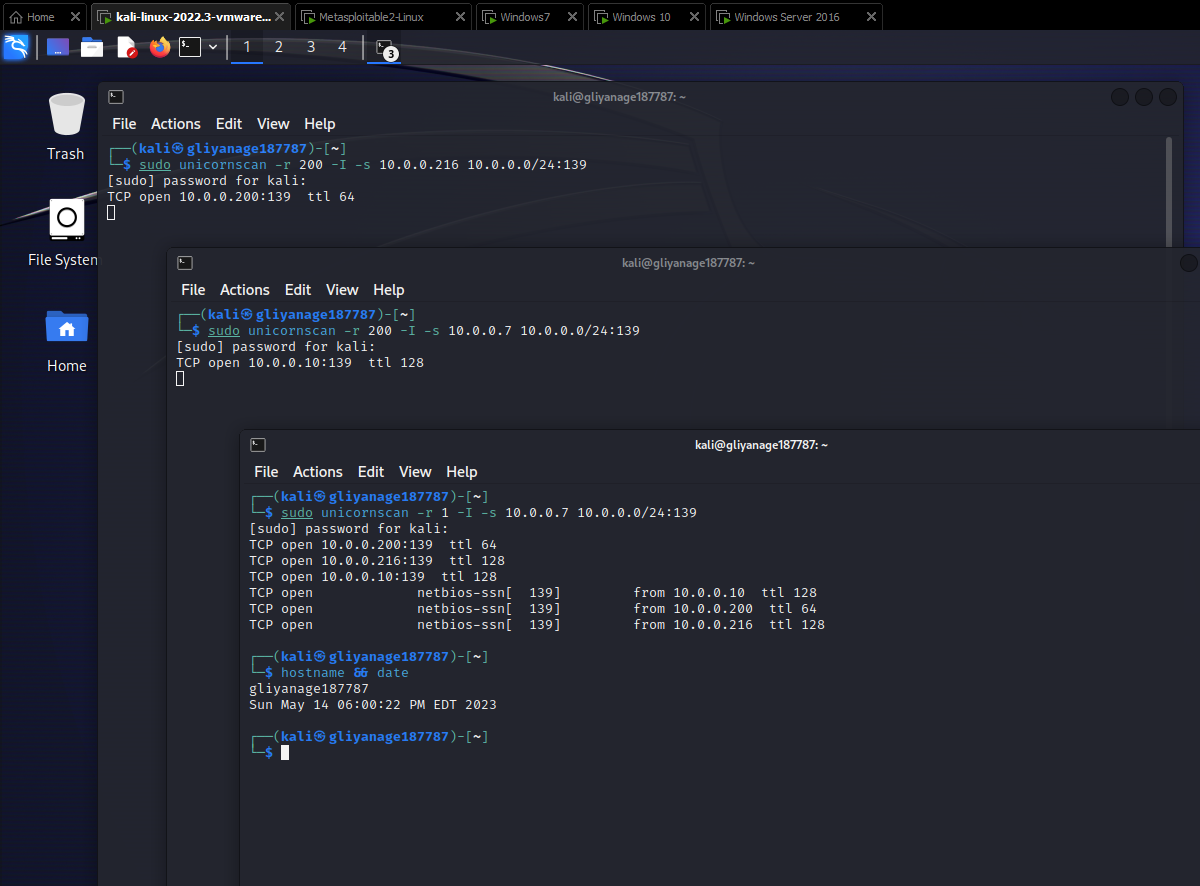 Home
kali-linux-2022.3-vmware...
Metasploitable2-Linux
Windows7
Windows 10
Windows Server 2016
1 2 3 4 3
Trash
File System
Home
kali@gliyanage187787: ~
File Actions Edit View Help
┌──(kali㉿gliyanage187787)-[~]
└─$ sudo unicornscan -r 200 -I -s 10.0.0.216 10.0.0.0/24:139
[sudo] password for kali:
TCP open 10.0.0.200:139  ttl 64
kali@gliyanage187787: ~
File Actions Edit View Help
┌──(kali㉿gliyanage187787)-[~]
└─$ sudo unicornscan -r 200 -I -s 10.0.0.7 10.0.0.0/24:139
[sudo] password for kali:
TCP open 10.0.0.10:139  ttl 128
kali@gliyanage187787: ~
File Actions Edit View Help
┌──(kali㉿gliyanage187787)-[~]
└─$ sudo unicornscan -r 1 -I -s 10.0.0.7 10.0.0.0/24:139
[sudo] password for kali:
TCP open 10.0.0.200:139  ttl 64
TCP open 10.0.0.216:139  ttl 128
TCP open 10.0.0.10:139  ttl 128
TCP open             netbios-ssn[  139]         from 10.0.0.10  ttl 128
TCP open             netbios-ssn[  139]         from 10.0.0.200  ttl 64
TCP open             netbios-ssn[  139]         from 10.0.0.216  ttl 128
┌──(kali㉿gliyanage187787)-[~]
└─$ hostname && date
gliyanage187787
Sun May 14 06:00:22 PM EDT 2023
┌──(kali㉿gliyanage187787)-[~]
└─$